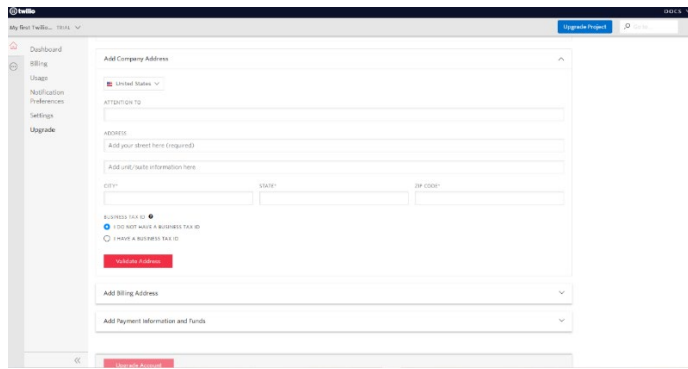 twilio
DOCS
My first Twilio... TRIAL
Upgrade Project
Go to...
Dashboard
Billing
Usage
Notification
Preferences
Settings
Upgrade
Add Company Address
United States
ATTENTION TO
ADDRESS
Add your street here (required)
Add unit/suite information here
CITY* STATE* ZIP CODE*
BUSINESS TAX ID
I DO NOT HAVE A BUSINESS TAX ID
I HAVE A BUSINESS TAX ID
Validate Address
Add Billing Address
Add Payment Information and Funds
Upgrade Account